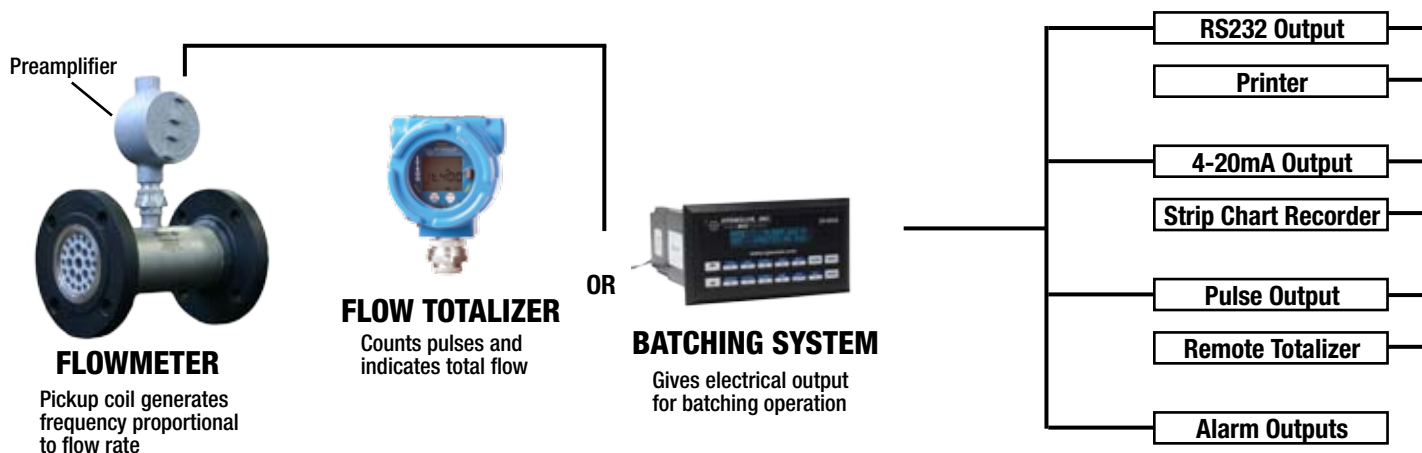 Preamplifier
FLOWMETER
Pickup coil generates
frequency proportional
to flow rate
FLOW TOTALIZER
Counts pulses and
indicates total flow
OR
BATCHING SYSTEM
Gives electrical output
for batching operation
RS232 Output
Printer
4-20mA Output
Strip Chart Recorder
Pulse Output
Remote Totalizer
Alarm Outputs